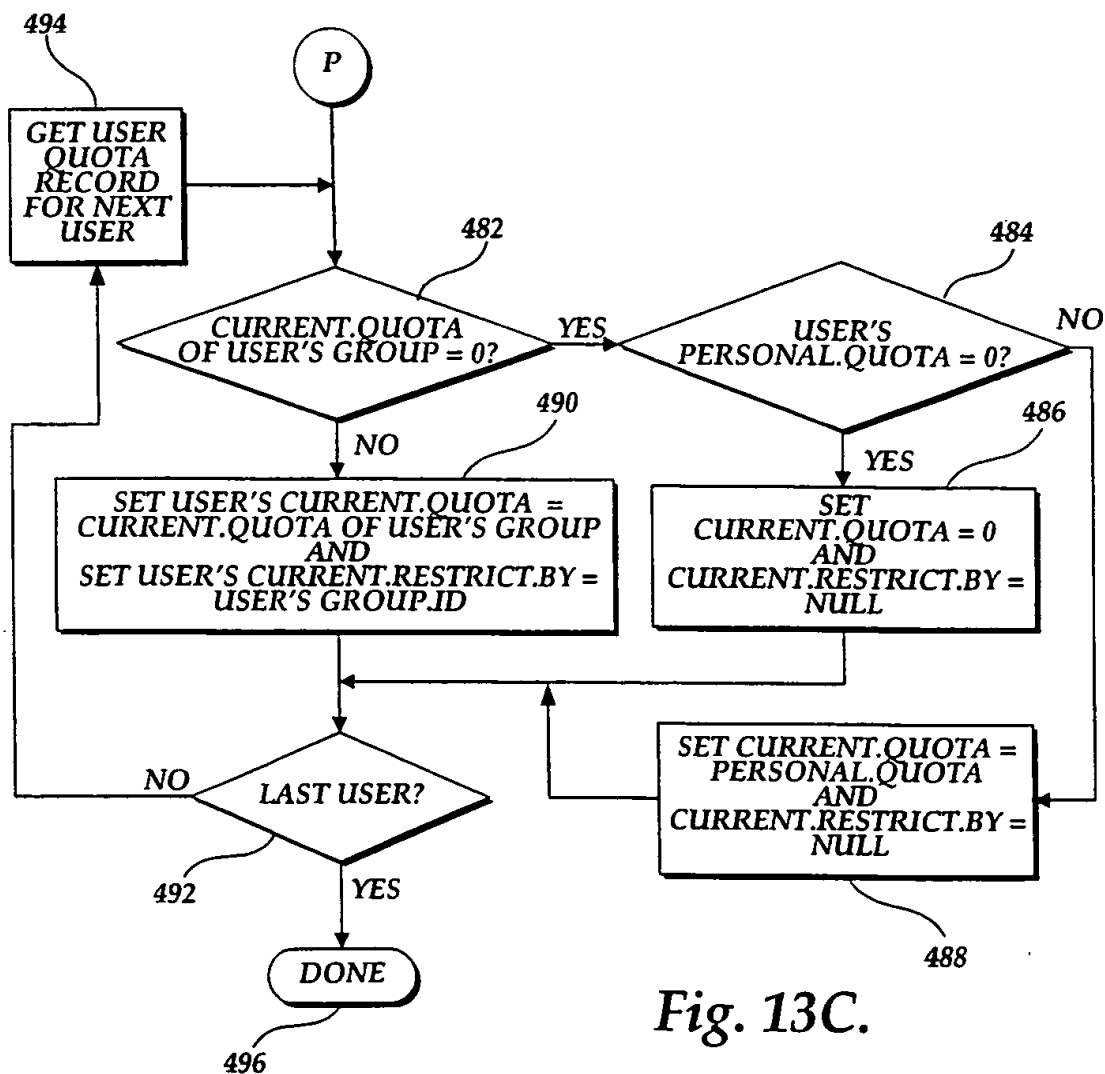 494
P
GET USER
QUOTA
RECORD
FOR NEXT
USER
482
484
CURRENT.QUOTA
OF USER'S GROUP = 0?
YES
USER'S
PERSONAL.QUOTA = 0?
NO
490
NO
486
YES
SET USER'S CURRENT.QUOTA =
CURRENT.QUOTA OF USER'S GROUP
AND
SET USER'S CURRENT.RESTRICT.BY =
USER'S GROUP.ID
SET
CURRENT.QUOTA = 0
AND
CURRENT.RESTRICT.BY =
NULL
NO
LAST USER?
SET CURRENT.QUOTA =
PERSONAL.QUOTA
AND
CURRENT.RESTRICT.BY =
NULL
492
YES
488
DONE
496
Fig. 13C.